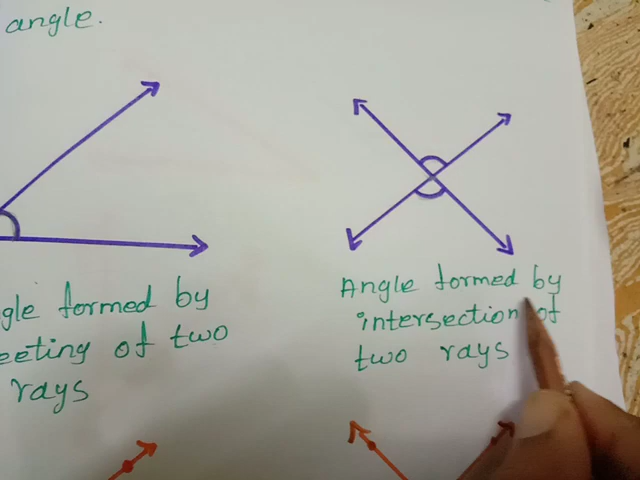 angle.
gle formed by
eeting of two
rays
Angle formed by
intersection of
two rays